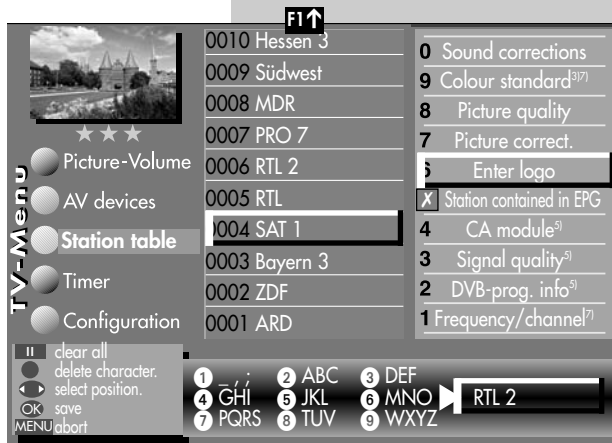 F1↑
TV-Menu
Picture-Volume
AV devices
Station table
Timer
Configuration
0010 Hessen 3
0009 Südwest
0008 MDR
0007 PRO 7
0006 RTL 2
0005 RTL
0004 SAT 1
0003 Bayern 3
0002 ZDF
0001 ARD
0 Sound corrections
9 Colour standard3)7)
8 Picture quality
7 Picture correct.
6 Enter logo
X Station contained in EPG
4 CA module5)
3 Signal quality5)
2 DVB-prog. info5)
1 Frequency/channel7)
II clear all
delete character.
select position.
OK save
MENU abort
1 _ , ; 2 ABC 3 DEF
4 GHI 5 JKL 6 MNO
7 PQRS 8 TUV 9 WXYZ
RTL 2